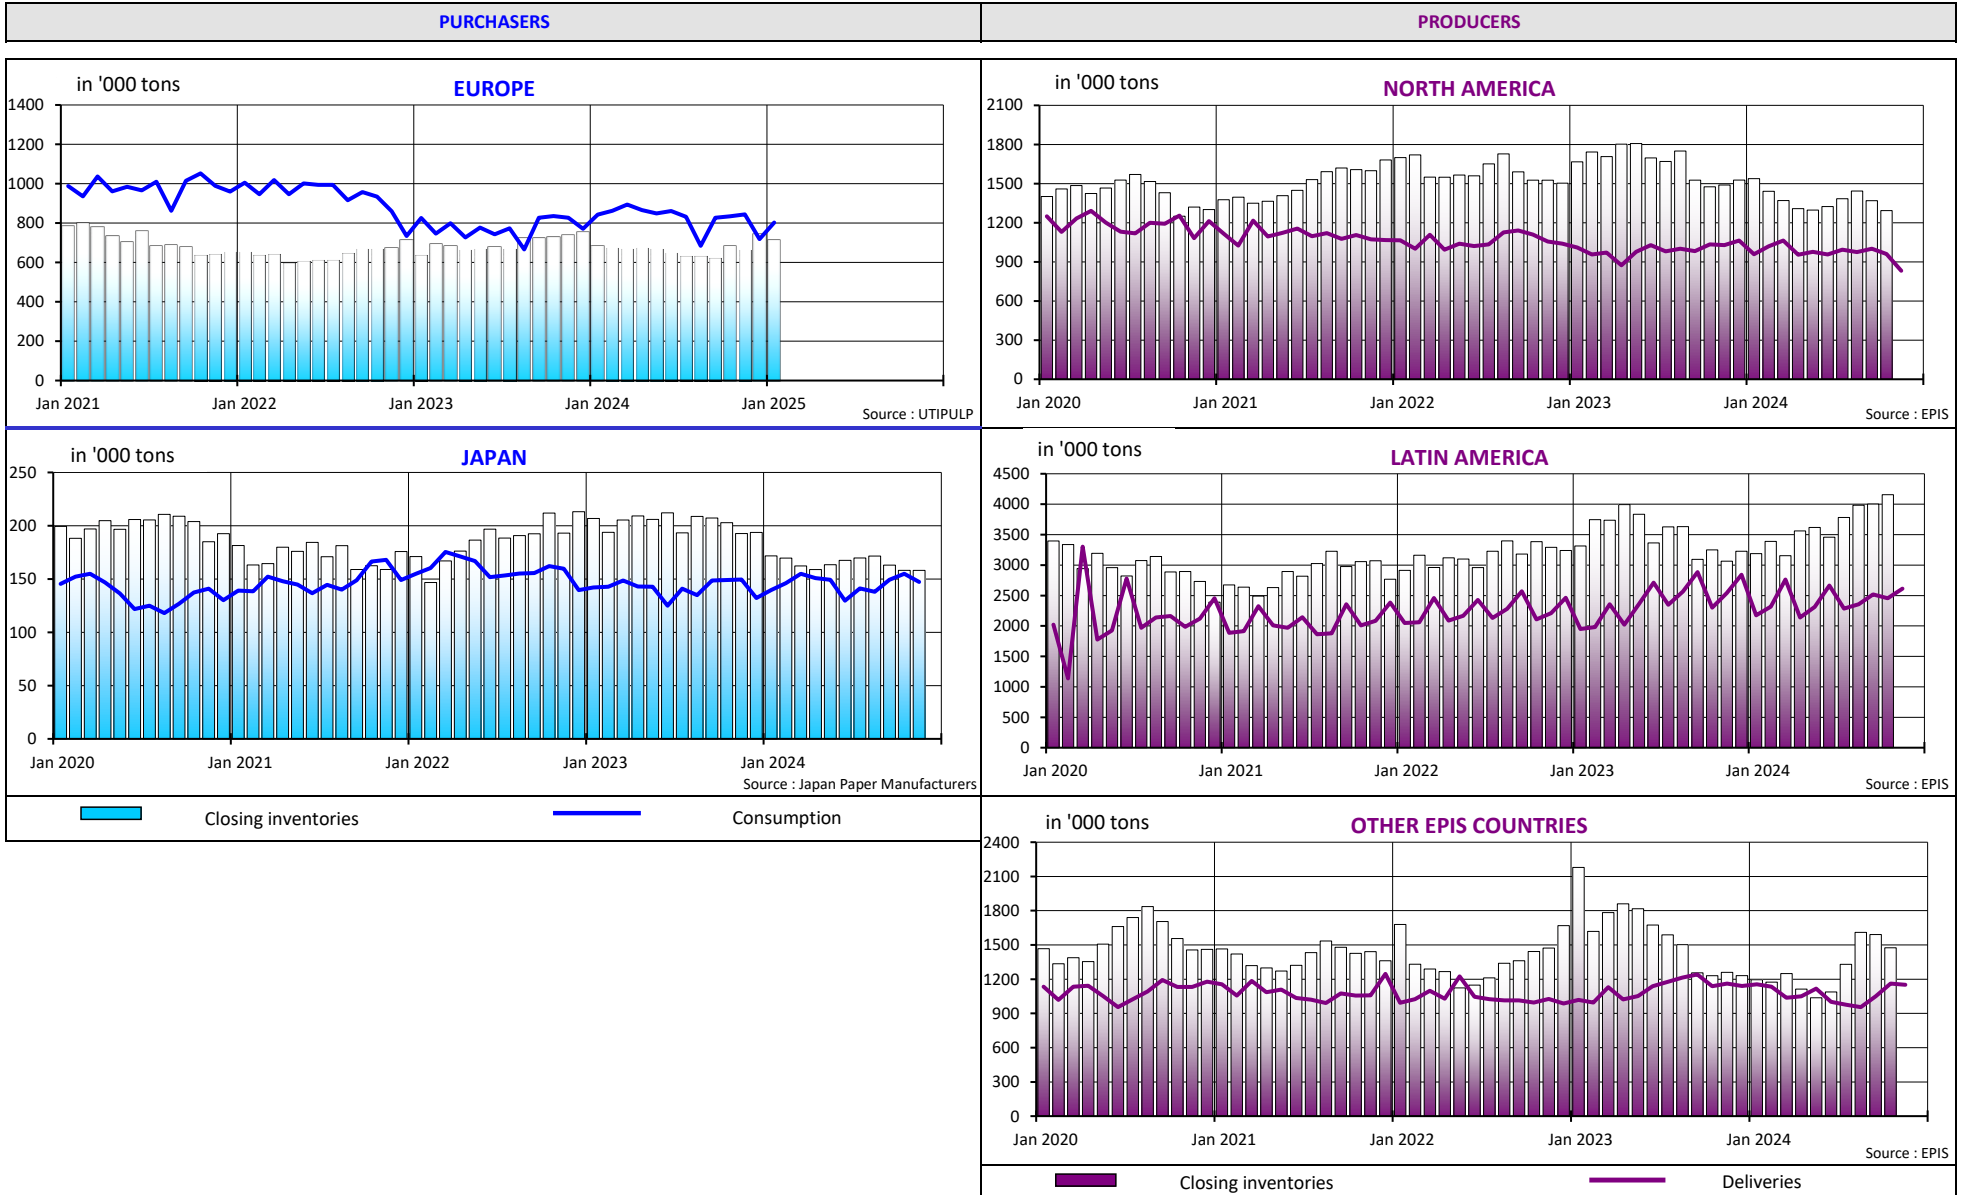 PURCHASERS
PRODUCERS
in '000 tons
EUROPE
1400
1200
1000
800
600
400
200
0
Jan 2021
Jan 2022
Jan 2023
Jan 2024
Jan 2025
Source : UTIPULP
in '000 tons
NORTH AMERICA
2100
1800
1500
1200
900
600
300
0
Jan 2020
Jan 2021
Jan 2022
Jan 2023
Jan 2024
Source : EPIS
in '000 tons
JAPAN
250
200
150
100
50
0
Jan 2020
Jan 2021
Jan 2022
Jan 2023
Jan 2024
Source : Japan Paper Manufacturers
Closing inventories
Consumption
in '000 tons
LATIN AMERICA
4500
4000
3500
3000
2500
2000
1500
1000
500
0
Jan 2020
Jan 2021
Jan 2022
Jan 2023
Jan 2024
Source : EPIS
in '000 tons
OTHER EPIS COUNTRIES
2400
2100
1800
1500
1200
900
600
300
0
Jan 2020
Jan 2021
Jan 2022
Jan 2023
Jan 2024
Source : EPIS
Closing inventories
Deliveries